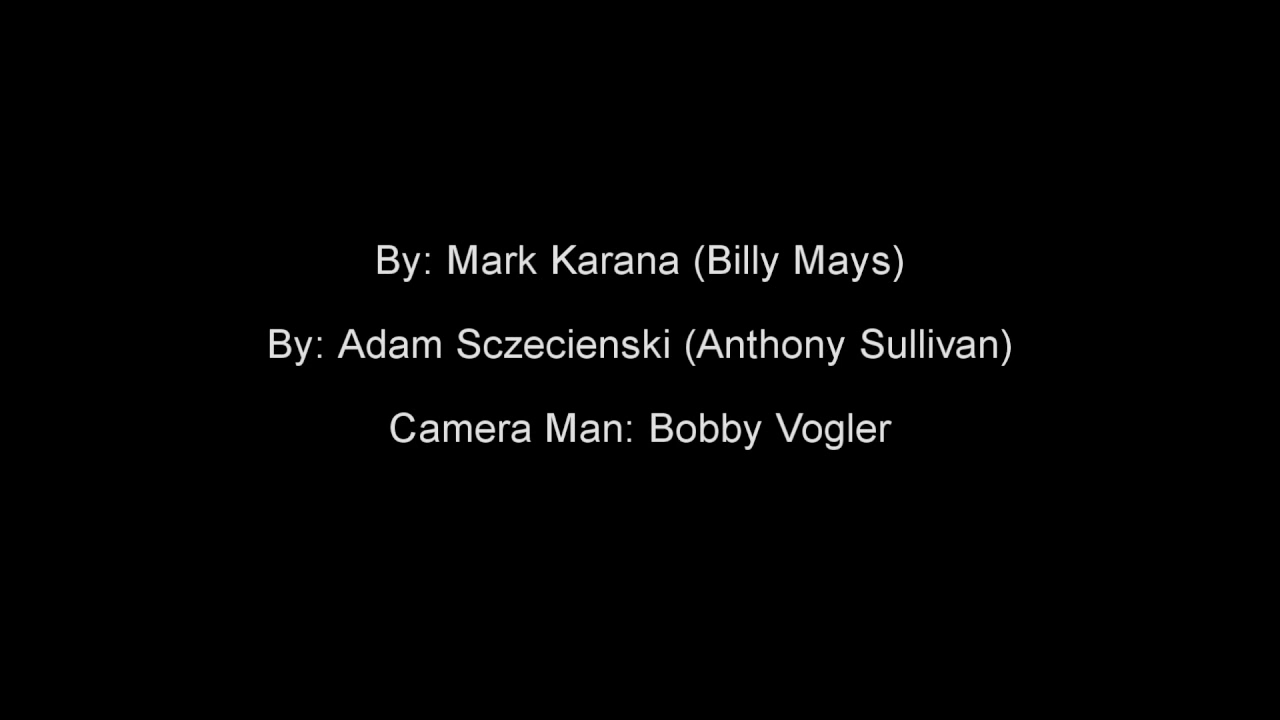 By: Mark Karana (Billy Mays)
By: Adam Sczecienski (Anthony Sullivan)
Camera Man: Bobby Vogler